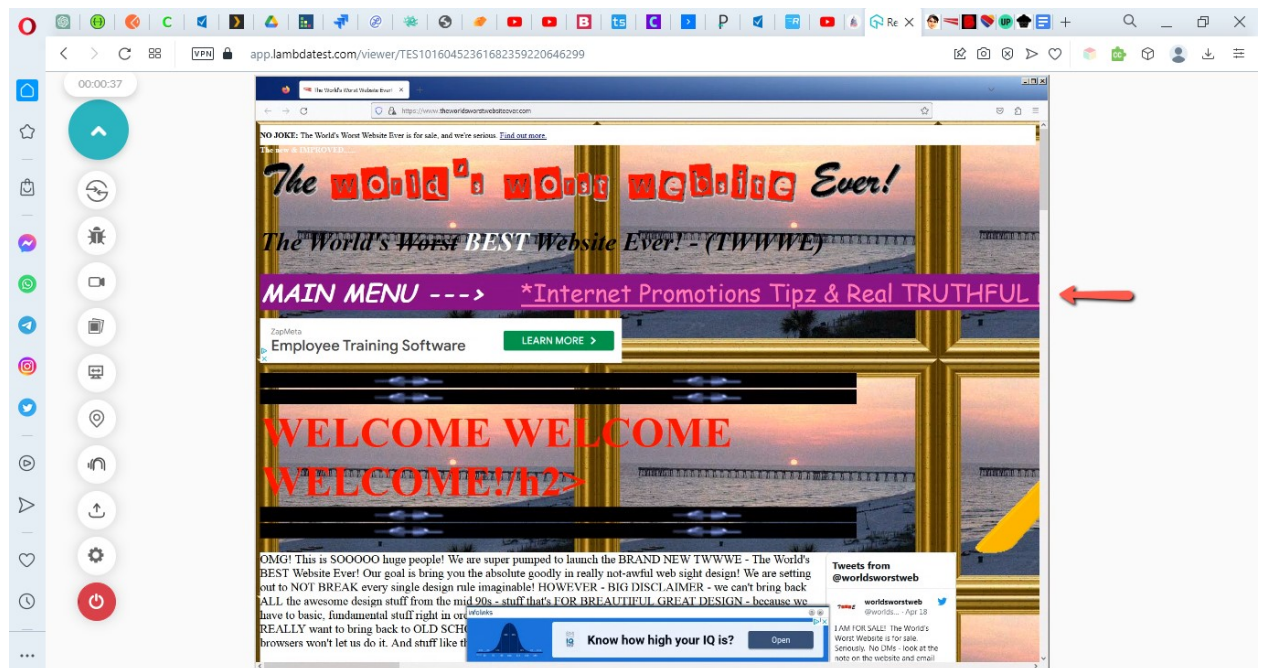 Re
VPN
app.lambdatest.com/viewer/TES101604523616823592206​46299
00:00:37
The World's Worst Website Ever!
https://www.theworldsworstwebsiteever.com
NO JOKE: The World's Worst Website Ever is for sale, and we're serious. Find out more.
The new & IMPROVED.....
The world's worst website Ever!
The World's Worst BEST Website Ever! - (TWWWE)
MAIN MENU ---> *Internet Promotions Tipz & Real TRUTHFUL
ZapMeta
Employee Training Software
LEARN MORE >
WELCOME WELCOME
WELCOME!/h2>
OMG! This is SOOOOO huge people! We are super pumped to launch the BRAND NEW TWWWE - The World's
BEST Website Ever! Our goal is bring you the absolute goodly in really not-awful web sight design! We are setting
out to NOT BREAK every single design rule imaginable! HOWEVER - BIG DISCLAIMER - we can't bring back
ALL the awesome design stuff from the mid 90s - stuff that's FOR BREAUTIFUL GREAT DESIGN - because we
have to basic, fundamental stuff right in
REALLY want to bring back to OLD
browsers won't let us do it. And stuff like
infolinks
IQ
Know how high your IQ is?
Open
Tweets from
@worldsworstweb
worldsworstweb
@worlds... - Apr 18
I AM FOR SALE! The World's
Worst Website is for sale.
Seriously. No DMs - look at the
note on the website and email